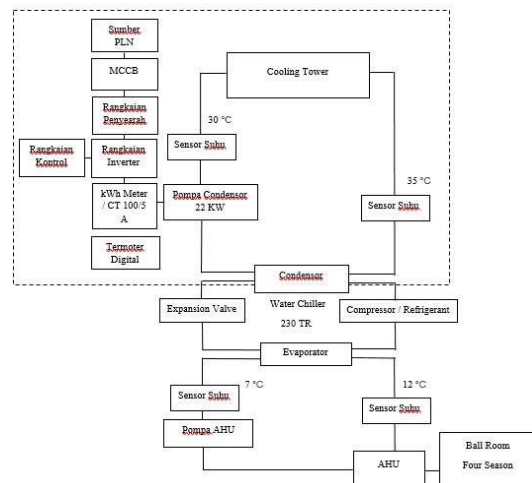 Sumber
PLN
MCCB
Rangkaian
Penyearah
Rangkaian
Kontrol
Rangkaian
Inverter
kWh Meter
/ CT 100/5
A
Termoter
Digital
Cooling Tower
30 °C
Sensor Suhu
Pompa Condensor
22 KW
35 °C
Sensor Suhu
Condensor
Expansion Valve
Water Chiller
230 TR
Compressor / Refrigerant
Evaporator
7 °C
Sensor Suhu
Pompa AHU
12 °C
Sensor Suhu
AHU
Ball Room
Four Season